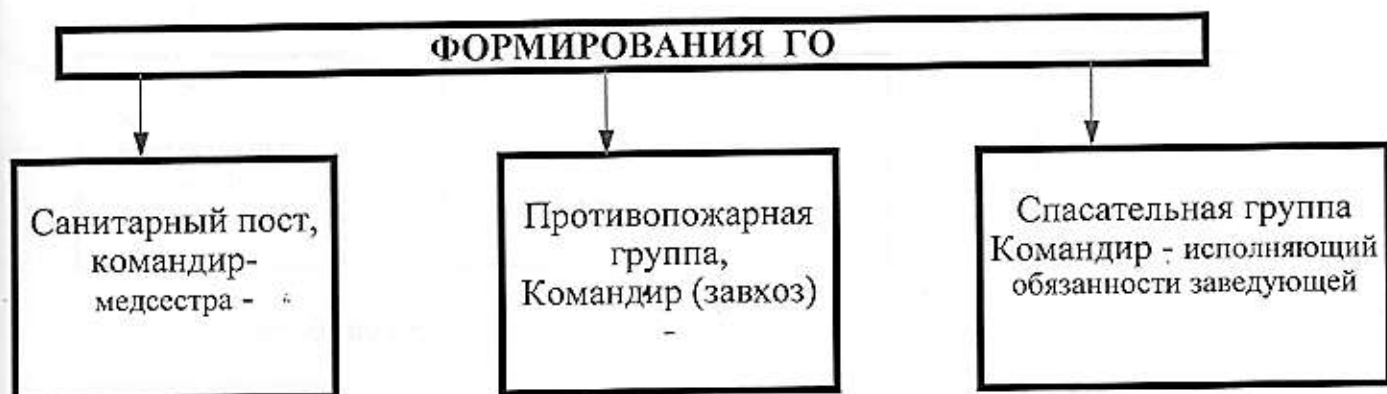 ФОРМИРОВАНИЯ ГО
Санитарный пост,
командир-
медсестра -
Противопожарная
группа,
Командир (завхоз)
-
Спасательная группа
Командир - исполняющий
обязанности заведующей